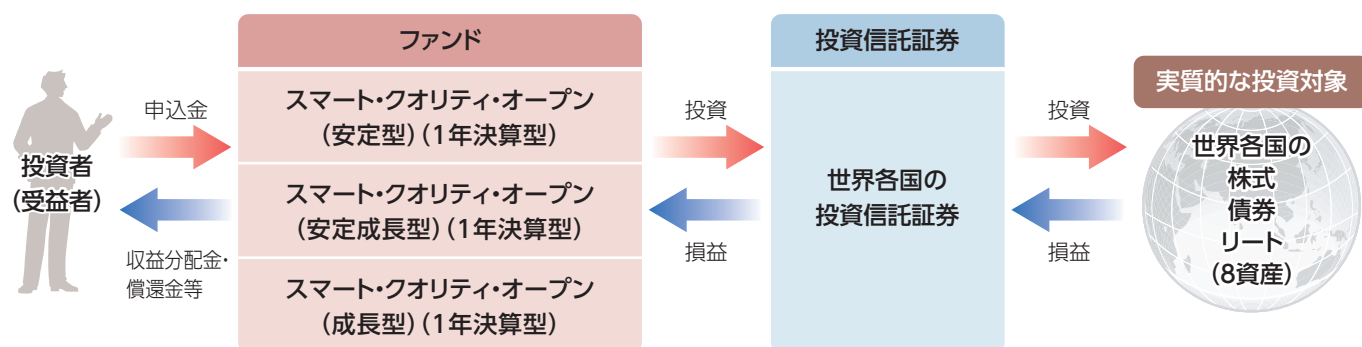 投資者
(受益者)
申込金
収益分配金・
償還金等
ファンド
スマート・クオリティ・オープン
(安定型)(1年決算型)
スマート・クオリティ・オープン
(安定成長型)(1年決算型)
スマート・クオリティ・オープン
(成長型)(1年決算型)
投資
損益
投資信託証券
世界各国の
投資信託証券
投資
損益
実質的な投資対象
世界各国の
株式
債券
リート
(8資産)